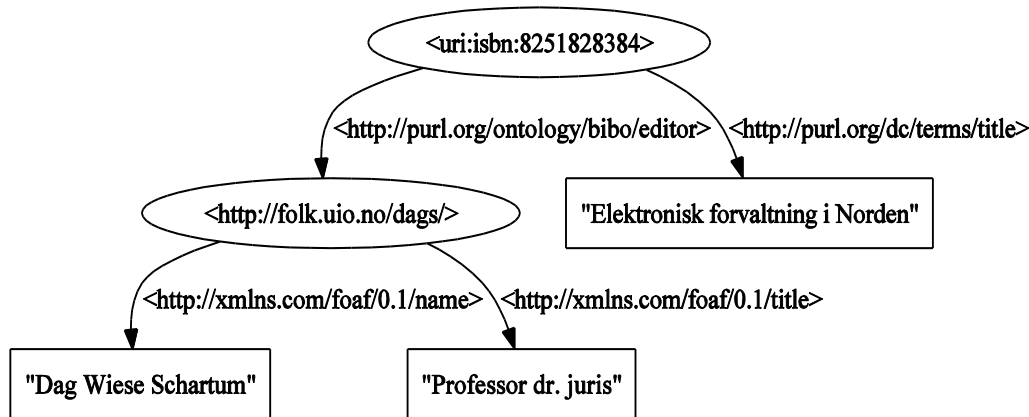 <uri:isbn:8251828384>
<http://purl.org/ontology/bibo/editor>
<http://purl.org/dc/terms/title>
<http://folk.uio.no/dags/>
"Elektronisk forvaltning i Norden"
<http://xmlns.com/foaf/0.1/name>
<http://xmlns.com/foaf/0.1/title>
"Dag Wiese Schartum"
"Professor dr. juris"